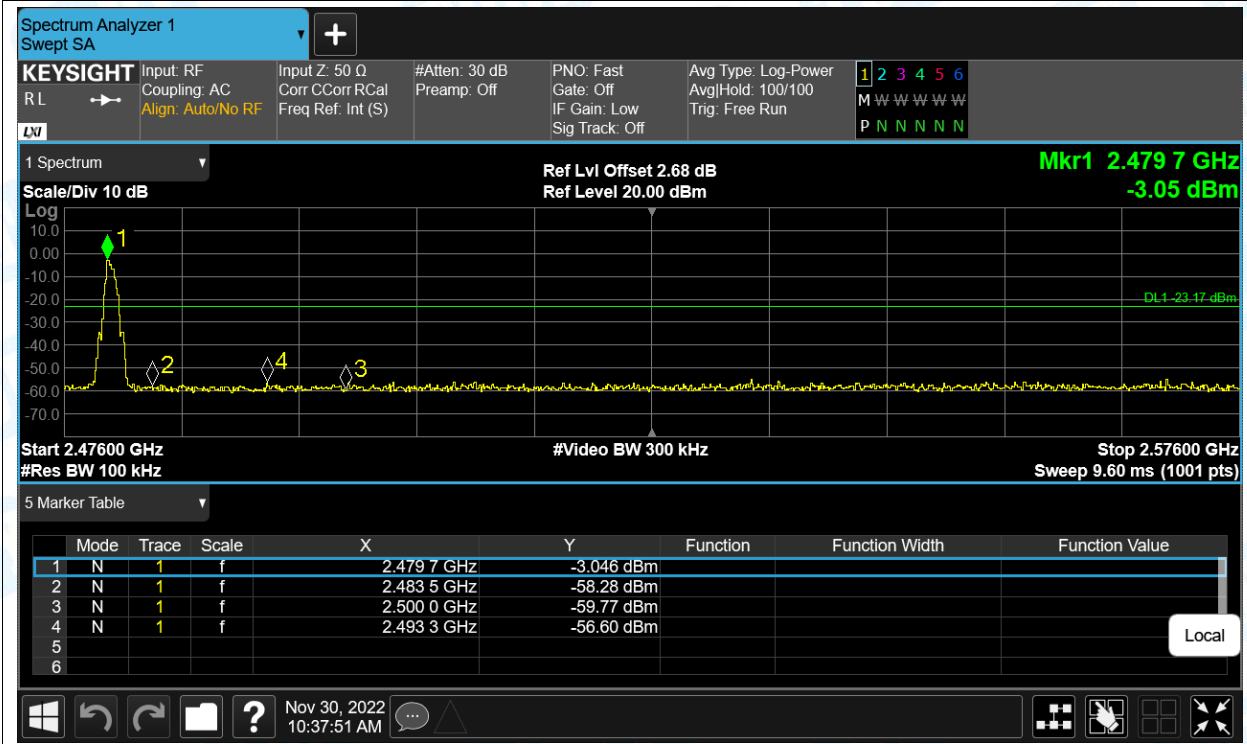 Spectrum Analyzer 1
Swept SA
KEYSIGHT
R L
LXI
Input: RF
Coupling: AC
Align: Auto/No RF
Input Z: 50 Ω
Corr CCorr RCal
Freq Ref: Int (S)
#Atten: 30 dB
Preamp: Off
PNO: Fast
Gate: Off
IF Gain: Low
Sig Track: Off
Avg Type: Log-Power
Avg|Hold: 100/100
Trig: Free Run
1 2 3 4 5 6
M W W W W W
P N N N N N
1 Spectrum
Scale/Div 10 dB
Ref Lvl Offset 2.68 dB
Ref Level 20.00 dBm
Mkr1 2.479 7 GHz
-3.05 dBm
Log
10.0
0.00
-10.0
-20.0
-30.0
-40.0
-50.0
-60.0
-70.0
1
2
4
3
DL1 -23.17 dBm
Start 2.47600 GHz
#Video BW 300 kHz
Stop 2.57600 GHz
#Res BW 100 kHz
Sweep 9.60 ms (1001 pts)
5 Marker Table
Mode Trace Scale X Y Function Function Width Function Value
1 N 1 f 2.479 7 GHz -3.046 dBm
2 N 1 f 2.483 5 GHz -58.28 dBm
3 N 1 f 2.500 0 GHz -59.77 dBm
4 N 1 f 2.493 3 GHz -56.60 dBm
5
6
Local
?
Nov 30, 2022
10:37:51 AM